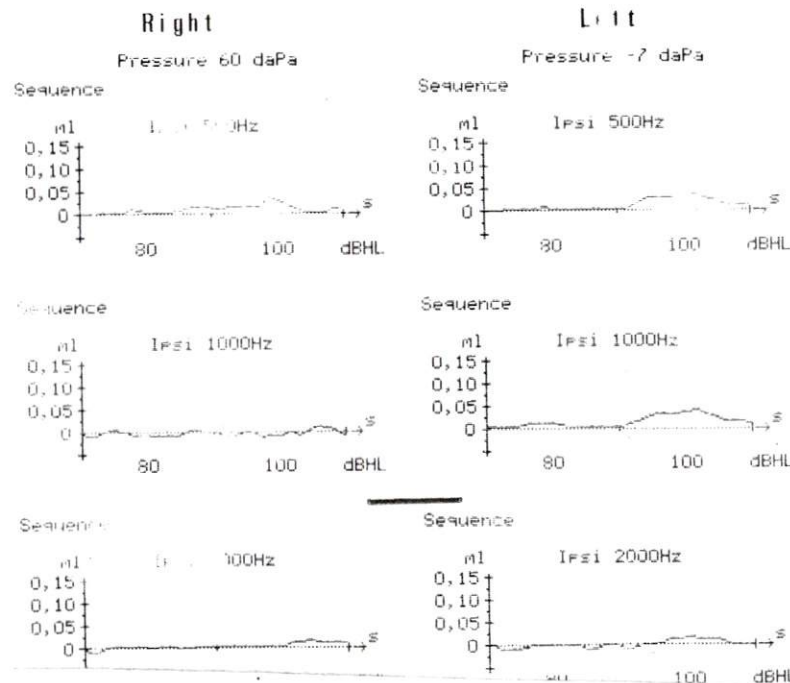 Right
Pressure 60 daPa
Sequence
ml
0,15
0,10
0,05
0
s
80 100 dBHL
Sequence
ml Ipsi 1000Hz
0,15
0,10
0,05
0
s
80 100 dBHL
Sequence
ml
0,15
0,10
0,05
0
s
Left
Pressure -7 daPa
Sequence
ml Ipsi 500Hz
0,15
0,10
0,05
0
s
80 100 dBHL
Sequence
ml Ipsi 1000Hz
0,15
0,10
0,05
0
s
80 100 dBHL
Sequence
ml Ipsi 2000Hz
0,15
0,10
0,05
0
s
100 dBHL